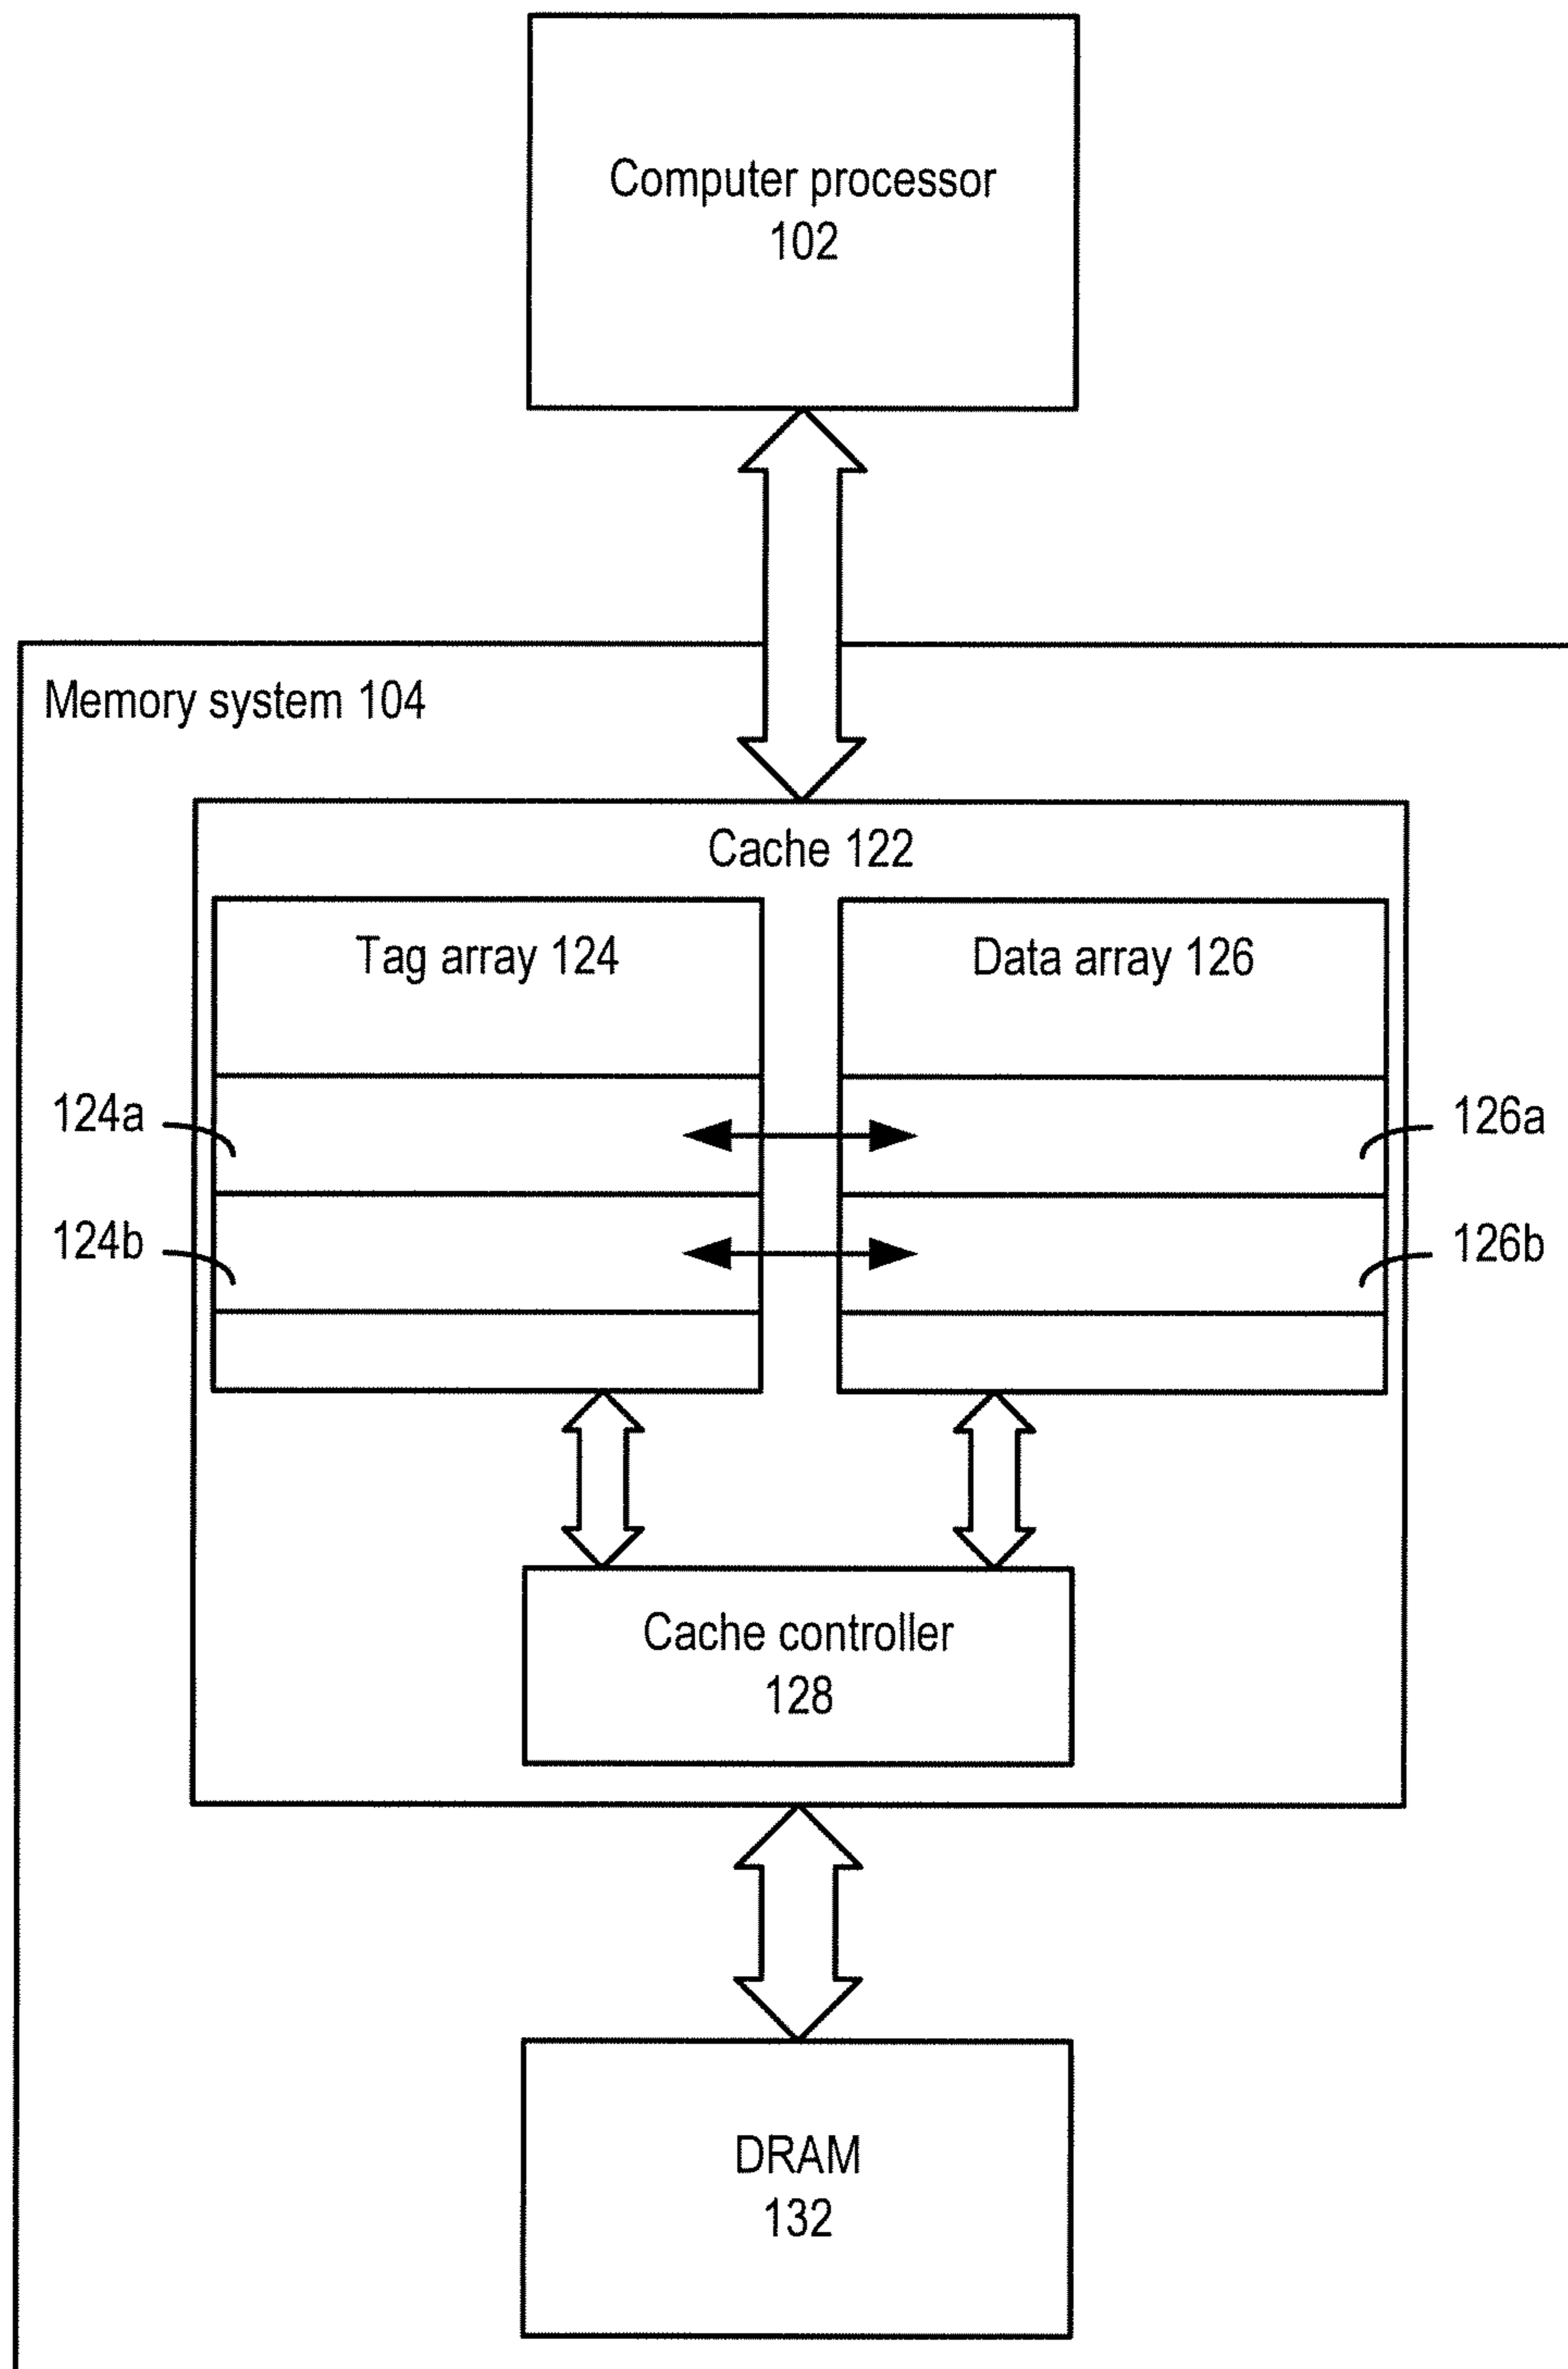 Computer processor
102
Memory system 104
Cache 122
Tag array 124
Data array 126
124a
126a
124b
126b
Cache controller
128
DRAM
132